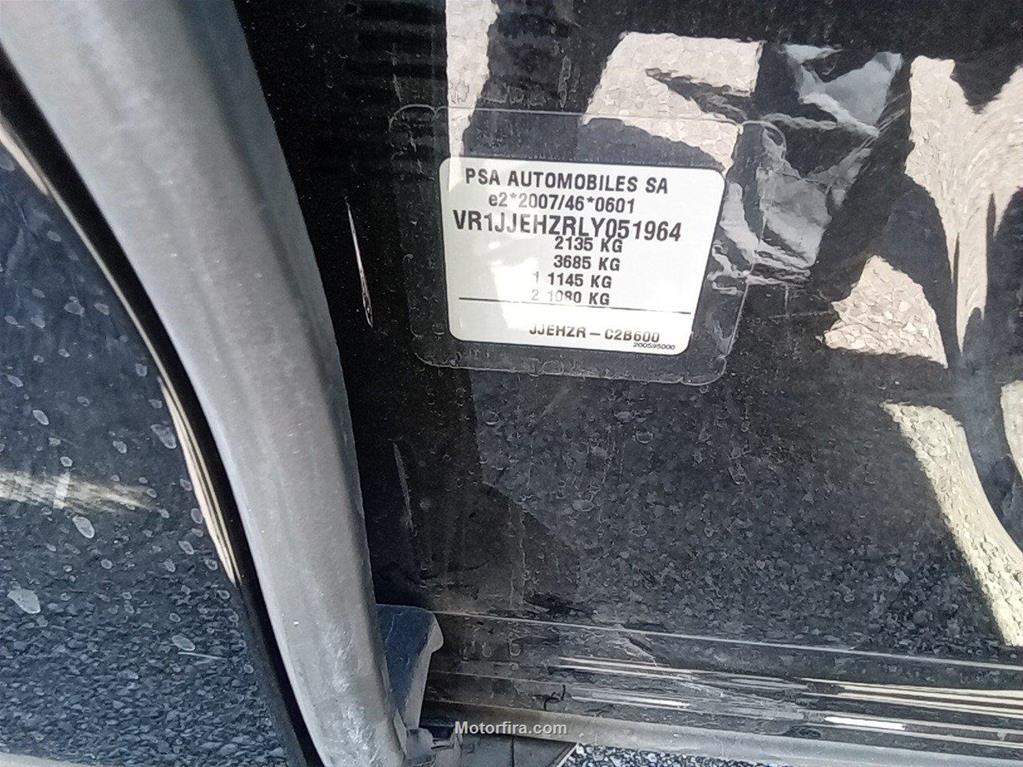 PSA AUTOMOBILES SA
e2*2007/46*0601
VR1JJEHZRLY051964
2135 KG
3685 KG
1 1145 KG
2 1080 KG
JJEHZR – C2B600
200595000
Motorfira.com